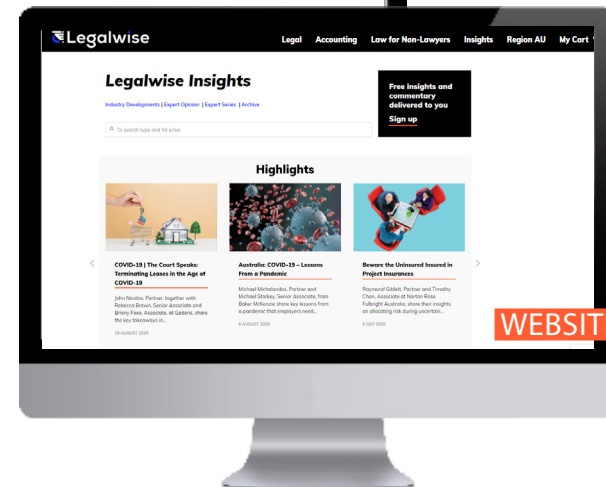 Legalwise
Legal Accounting Law for Non-Lawyers Insights Region AU My Cart
Legalwise Insights
Industry Developments | Expert Opinion | Expert Series | Archive
To search type and hit enter
Free insights and
commentary
delivered to you
Sign up
Highlights
COVID-19 | The Court Speaks:
Terminating Leases in the Age of
COVID-19
John Nicolas, Partner, together with
Rebecca Brown, Senior Associate and
Brieny Fave, Associate, at Gadens, share
the key takeaways in...
19 AUGUST 2020
Australia: COVID-19 – Lessons
From a Pandemic
Michael Michalandos, Partner and
Michael Starkey, Senior Associate, from
Baker McKenzie share key lessons from
a pandemic that employers need...
6 AUGUST 2020
Beware the Uninsured Insured in
Project Insurances
Raymond Giblett, Partner and Timothy
Chan, Associate at Norton Rose
Fulbright Australia, share their insights
on allocating risk during uncertain...
6 JULY 2020
WEBSIT